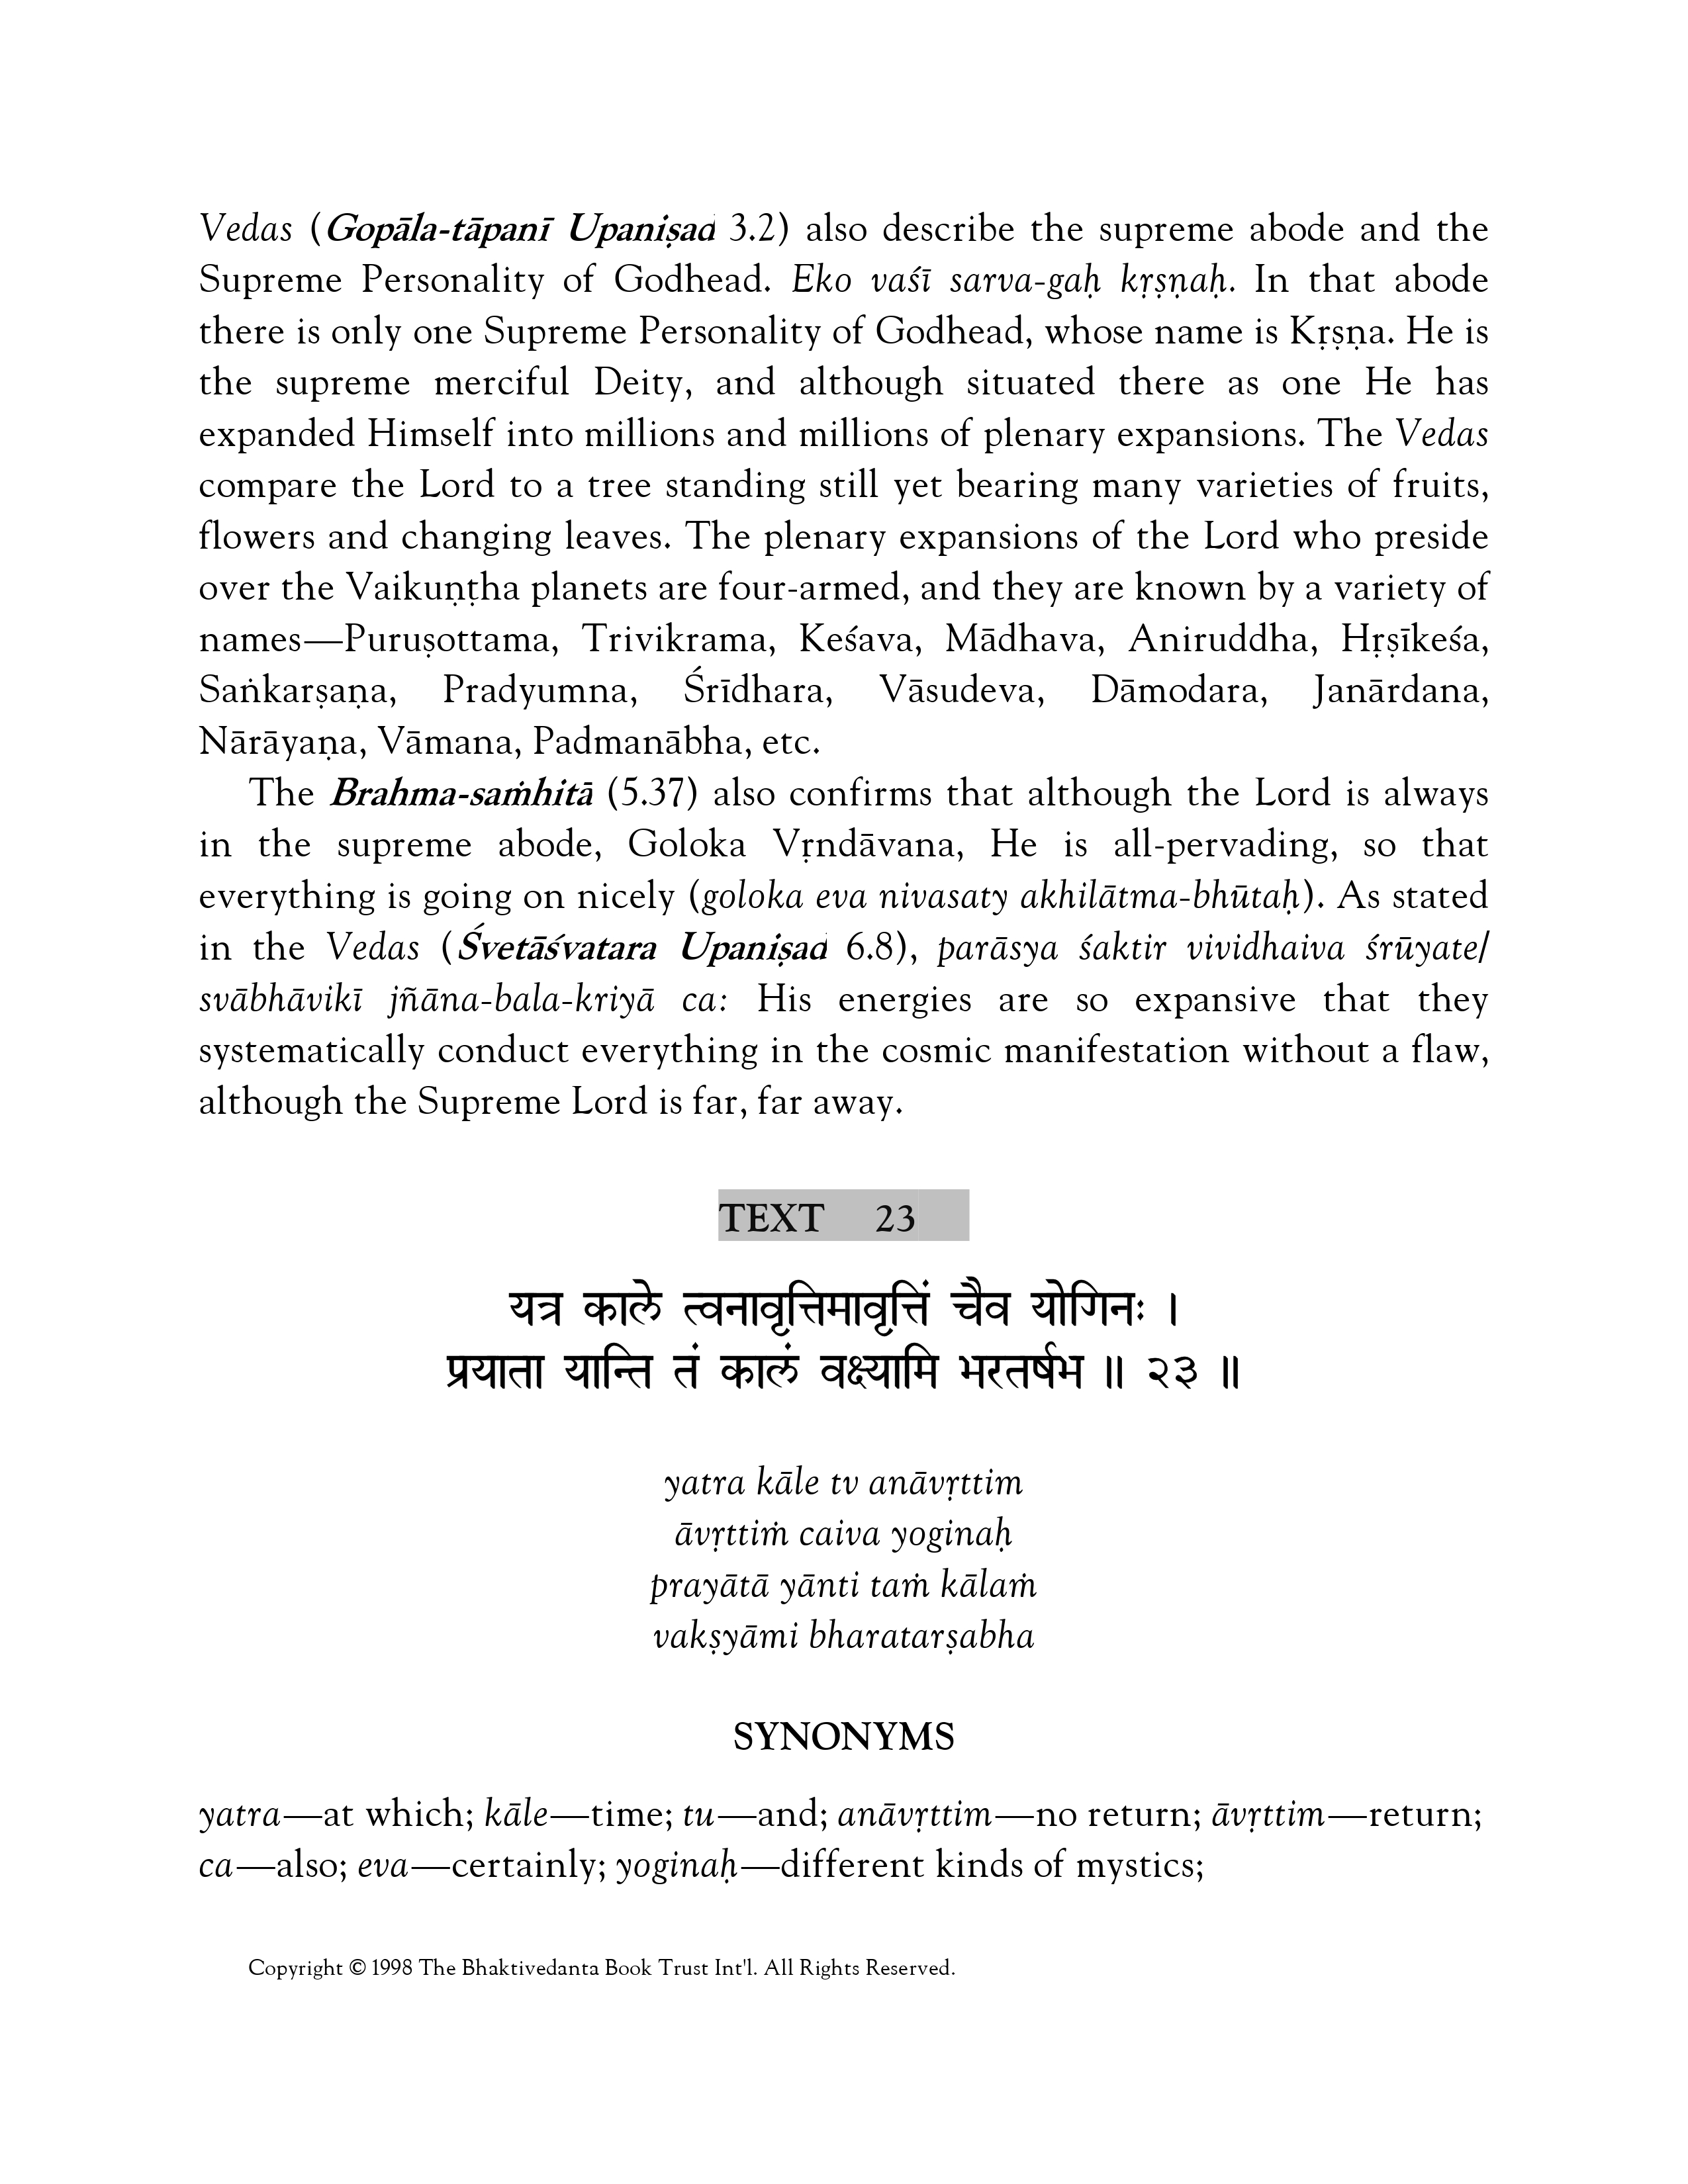 Vedas (Gopāla-tāpanī Upaniṣad 3.2) also describe the supreme abode and the
Supreme Personality of Godhead. Eko vaśī sarva-gaḥ kṛṣṇaḥ. In that abode
there is only one Supreme Personality of Godhead, whose name is Kṛṣṇa. He is
the supreme merciful Deity, and although situated there as one He has
expanded Himself into millions and millions of plenary expansions. The Vedas
compare the Lord to a tree standing still yet bearing many varieties of fruits,
flowers and changing leaves. The plenary expansions of the Lord who preside
over the Vaikuṇṭha planets are four-armed, and they are known by a variety of
names—Puruṣottama, Trivikrama, Keśava, Mādhava, Aniruddha, Hṛṣīkeśa,
Saṅkarṣaṇa, Pradyumna, Śrīdhara, Vāsudeva, Dāmodara, Janārdana,
Nārāyaṇa, Vāmana, Padmanābha, etc.
The Brahma-saṁhitā (5.37) also confirms that although the Lord is always
in the supreme abode, Goloka Vṛndāvana, He is all-pervading, so that
everything is going on nicely (goloka eva nivasaty akhilātma-bhūtaḥ). As stated
in the Vedas (Śvetāśvatara Upaniṣad 6.8), parāsya śaktir vividhaiva śrūyate/
svābhāvikī jñāna-bala-kriyā ca: His energies are so expansive that they
systematically conduct everything in the cosmic manifestation without a flaw,
although the Supreme Lord is far, far away.
TEXT 23
यत्र काले त्वनावृत्तिमावृत्तिं चैव योगिनः ।
प्रयाता यान्ति तं कालं वक्ष्यामि भरतर्षभ ॥ २३ ॥
yatra kāle tv anāvṛttim
āvṛttiṁ caiva yoginaḥ
prayātā yānti taṁ kālaṁ
vakṣyāmi bharatarṣabha
SYNONYMS
yatra—at which; kāle—time; tu—and; anāvṛttim—no return; āvṛttim—return;
ca—also; eva—certainly; yoginaḥ—different kinds of mystics;
Copyright © 1998 The Bhaktivedanta Book Trust Int'l. All Rights Reserved.